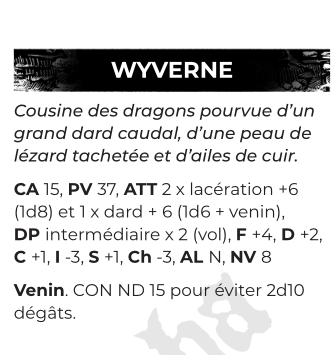 WYVERNE
Cousine des dragons pourvue d’un
grand dard caudal, d’une peau de
lézard tachetée et d’ailes de cuir.
CA 15, PV 37, ATT 2 x lacération +6
(1d8) et 1 x dard + 6 (1d6 + venin),
DP intermédiaire x 2 (vol), F +4, D +2,
C +1, I -3, S +1, Ch -3, AL N, NV 8
Venin. CON ND 15 pour éviter 2d10
dégâts.